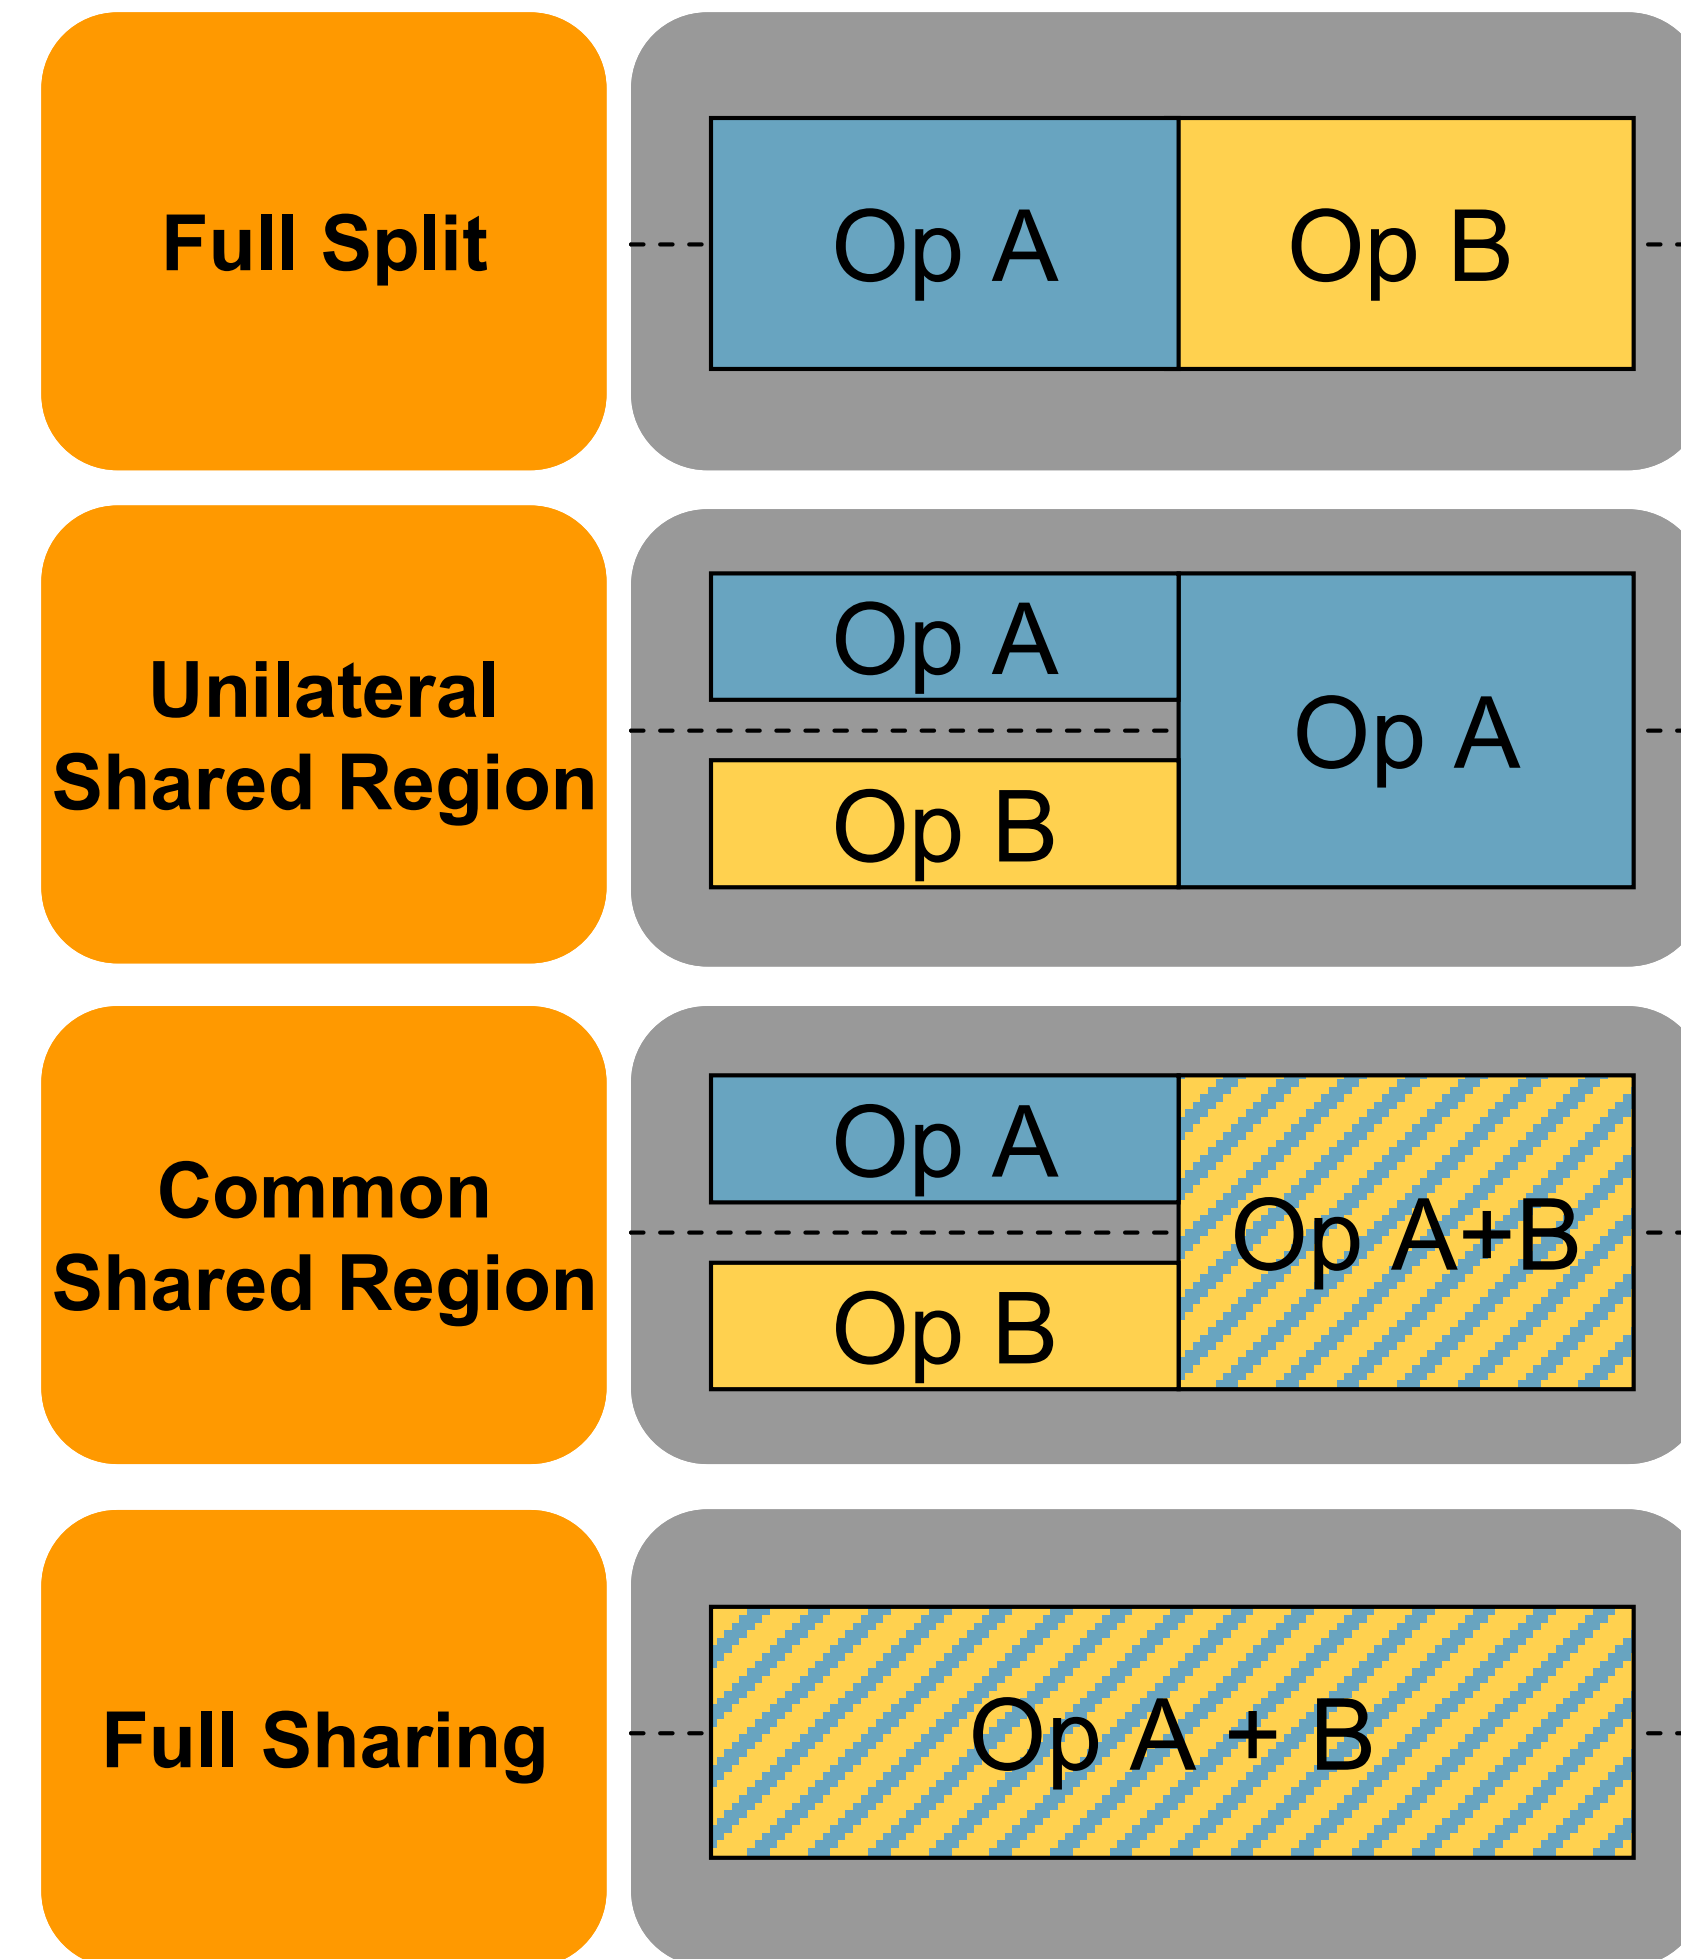 Full Split
Op A
Op B
Unilateral
Shared Region
Op A
Op B
Op A
Common
Shared Region
Op A
Op B
Op A+B
Full Sharing
Op A + B